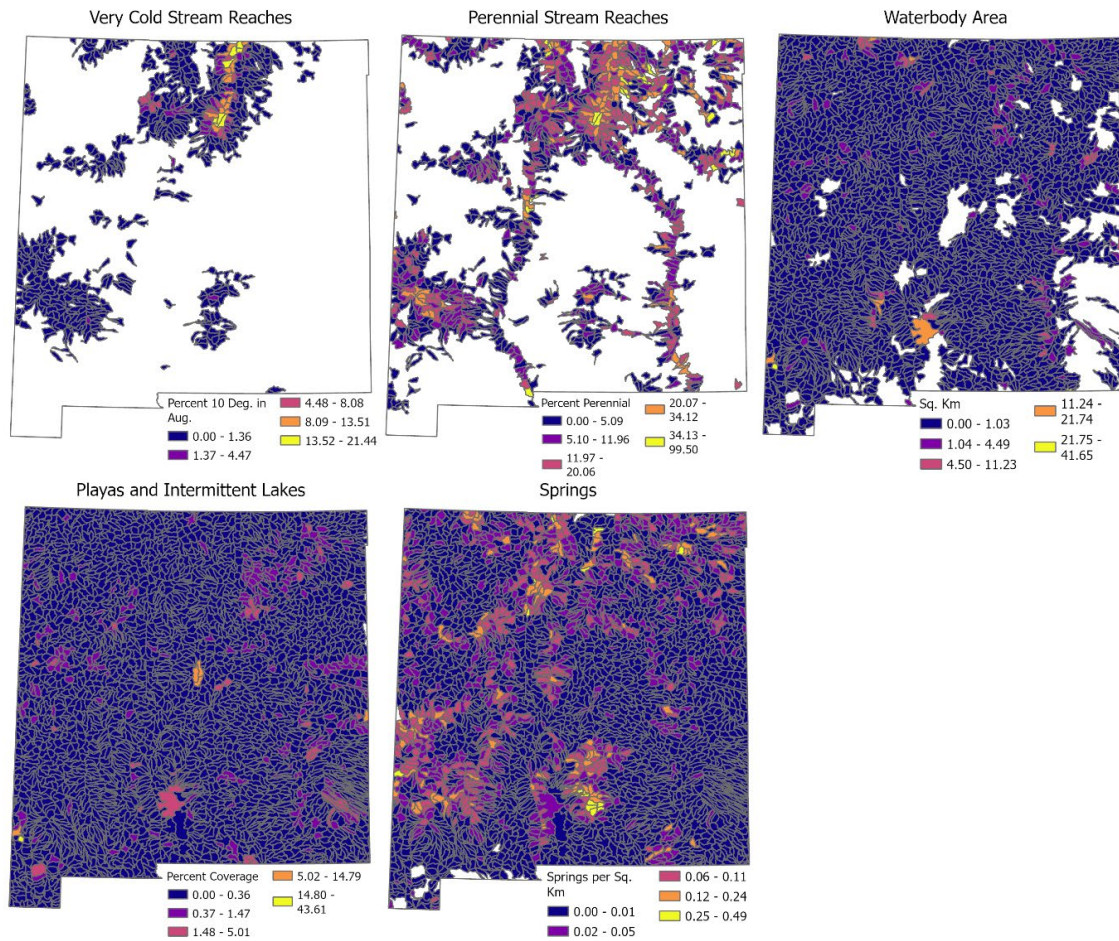 Very Cold Stream Reaches
Percent 10 Deg. in
Aug.
0.00 - 1.36
1.37 - 4.47
4.48 - 8.08
8.09 - 13.51
13.52 - 21.44
Perennial Stream Reaches
Percent Perennial
0.00 - 5.09
5.10 - 11.96
11.97 -
20.06
20.07 -
34.12
34.13 -
99.50
Waterbody Area
Sq. Km
0.00 - 1.03
1.04 - 4.49
4.50 - 11.23
11.24 -
21.74
21.75 -
41.65
Playas and Intermittent Lakes
Percent Coverage
0.00 - 0.36
0.37 - 1.47
1.48 - 5.01
5.02 - 14.79
14.80 -
43.61
Springs
Springs per Sq.
Km
0.00 - 0.01
0.02 - 0.05
0.06 - 0.11
0.12 - 0.24
0.25 - 0.49